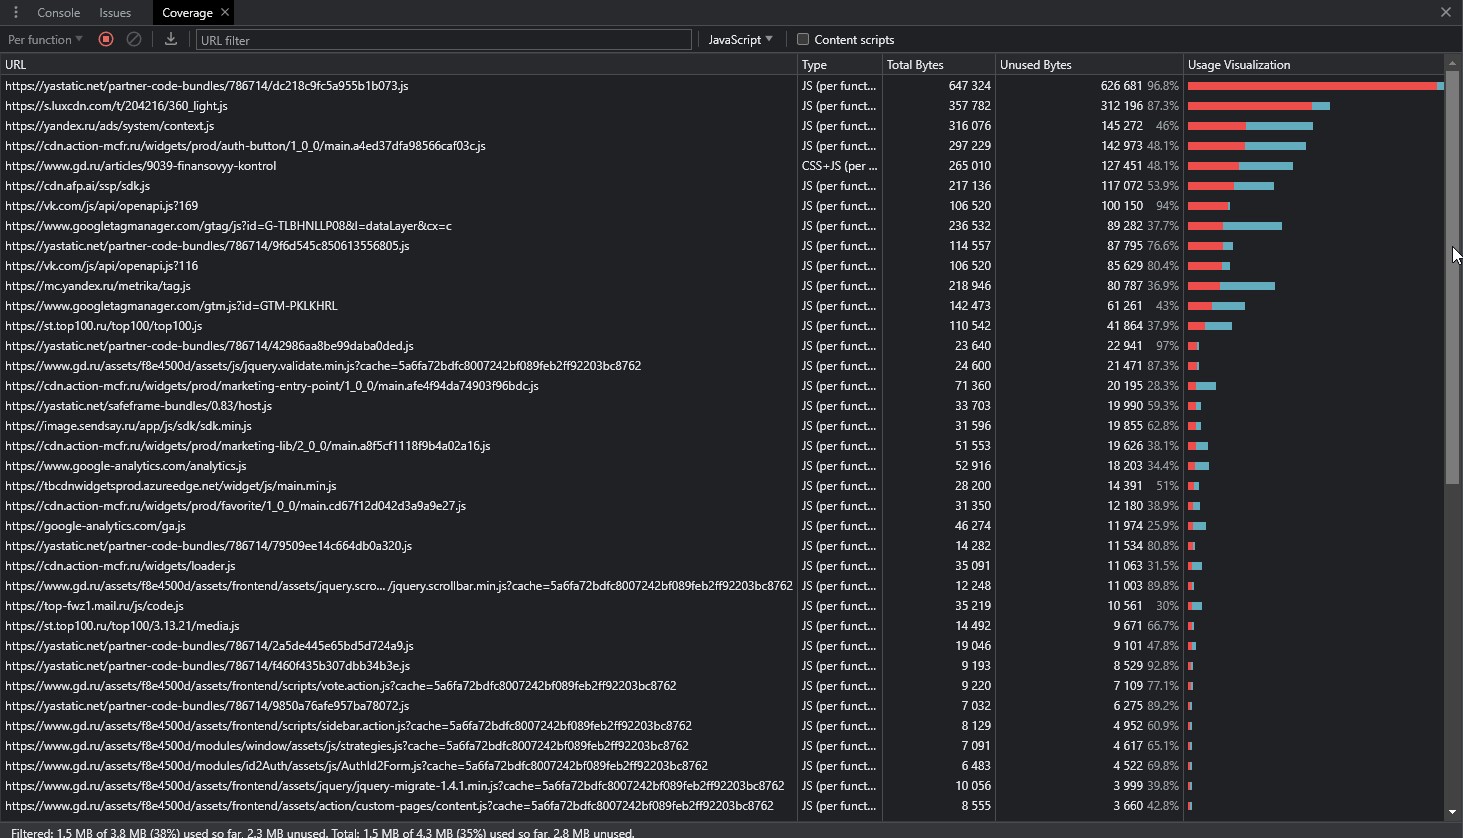 Console Issues Coverage ×
Per function URL filter JavaScript Content scripts
URL Type Total Bytes Unused Bytes Usage Visualization
https://yastatic.net/partner-code-bundles/786714/dc218c9fc5a955b1b073.js JS (per funct... 647 324 626 681 96.8%
https://s.luxcdn.com/t/204216/360_light.js JS (per funct... 357 782 312 196 87.3%
https://yandex.ru/ads/system/context.js JS (per funct... 316 076 145 272 46%
https://cdn.action-mcfr.ru/widgets/prod/auth-button/1_0_0/main.a4ed37dfa98566caf03c.js JS (per funct... 297 229 142 973 48.1%
https://www.gd.ru/articles/9039-finansovyy-kontrol CSS+JS (per ... 265 010 127 451 48.1%
https://cdn.afp.ai/ssp/sdk.js JS (per funct... 217 136 117 072 53.9%
https://vk.com/js/api/openapi.js?169 JS (per funct... 106 520 100 150 94%
https://www.googletagmanager.com/gtag/js?id=G-TLBHNLLP08&l=dataLayer&cx=c JS (per funct... 236 532 89 282 37.7%
https://yastatic.net/partner-code-bundles/786714/9f6d545c850613556805.js JS (per funct... 114 557 87 795 76.6%
https://vk.com/js/api/openapi.js?116 JS (per funct... 106 520 85 629 80.4%
https://mc.yandex.ru/metrika/tag.js JS (per funct... 218 946 80 787 36.9%
https://www.googletagmanager.com/gtm.js?id=GTM-PKLKHRL JS (per funct... 142 473 61 261 43%
https://st.top100.ru/top100/top100.js JS (per funct... 110 542 41 864 37.9%
https://yastatic.net/partner-code-bundles/786714/42986aa8be99daba0ded.js JS (per funct... 23 640 22 941 97%
https://www.gd.ru/assets/f8e4500d/assets/js/jquery.validate.min.js?cache=5a6fa72bdfc8007242bf089feb2ff92203bc8762 JS (per funct... 24 600 21 471 87.3%
https://cdn.action-mcfr.ru/widgets/prod/marketing-entry-point/1_0_0/main.afe4f94da74903f96bdc.js JS (per funct... 71 360 20 195 28.3%
https://yastatic.net/safeframe-bundles/0.83/host.js JS (per funct... 33 703 19 990 59.3%
https://image.sendsay.ru/app/js/sdk/sdk.min.js JS (per funct... 31 596 19 855 62.8%
https://cdn.action-mcfr.ru/widgets/prod/marketing-lib/2_0_0/main.a8f5cf1118f9b4a02a16.js JS (per funct... 51 553 19 626 38.1%
https://www.google-analytics.com/analytics.js JS (per funct... 52 916 18 203 34.4%
https://tbcdnwidgetsprod.azureedge.net/widget/js/main.min.js JS (per funct... 28 200 14 391 51%
https://cdn.action-mcfr.ru/widgets/prod/favorite/1_0_0/main.cd67f12d042d3a9a9e27.js JS (per funct... 31 350 12 180 38.9%
https://google-analytics.com/ga.js JS (per funct... 46 274 11 974 25.9%
https://yastatic.net/partner-code-bundles/786714/79509ee14c664db0a320.js JS (per funct... 14 282 11 534 80.8%
https://cdn.action-mcfr.ru/widgets/loader.js JS (per funct... 35 091 11 063 31.5%
https://www.gd.ru/assets/f8e4500d/assets/frontend/assets/jquery.scro... /jquery.scrollbar.min.js?cache=5a6fa72bdfc8007242bf089feb2ff92203bc8762 JS (per funct... 12 248 11 003 89.8%
https://top-fwz1.mail.ru/js/code.js JS (per funct... 35 219 10 561 30%
https://st.top100.ru/top100/3.13.21/media.js JS (per funct... 14 492 9 671 66.7%
https://yastatic.net/partner-code-bundles/786714/2a5de445e65bd5d724a9.js JS (per funct... 19 046 9 101 47.8%
https://yastatic.net/partner-code-bundles/786714/f460f435b307dbb34b3e.js JS (per funct... 9 193 8 529 92.8%
https://www.gd.ru/assets/f8e4500d/assets/frontend/scripts/vote.action.js?cache=5a6fa72bdfc8007242bf089feb2ff92203bc8762 JS (per funct... 9 220 7 109 77.1%
https://yastatic.net/partner-code-bundles/786714/9850a76afe957ba78072.js JS (per funct... 7 032 6 275 89.2%
https://www.gd.ru/assets/f8e4500d/assets/frontend/scripts/sidebar.action.js?cache=5a6fa72bdfc8007242bf089feb2ff92203bc8762 JS (per funct... 8 129 4 952 60.9%
https://www.gd.ru/assets/f8e4500d/modules/window/assets/js/strategies.js?cache=5a6fa72bdfc8007242bf089feb2ff92203bc8762 JS (per funct... 7 091 4 617 65.1%
https://www.gd.ru/assets/f8e4500d/modules/id2Auth/assets/js/AuthId2Form.js?cache=5a6fa72bdfc8007242bf089feb2ff92203bc8762 JS (per funct... 6 483 4 522 69.8%
https://www.gd.ru/assets/f8e4500d/assets/frontend/assets/jquery/jquery-migrate-1.4.1.min.js?cache=5a6fa72bdfc8007242bf089feb2ff92203bc8762 JS (per funct... 10 056 3 999 39.8%
https://www.gd.ru/assets/f8e4500d/assets/frontend/assets/action/custom-pages/content.js?cache=5a6fa72bdfc8007242bf089feb2ff92203bc8762 JS (per funct... 8 555 3 660 42.8%
Filtered: 1.5 MB of 3.8 MB (38%) used so far, 2.3 MB unused. Total: 1.5 MB of 4.3 MB (35%) used so far, 2.8 MB unused.